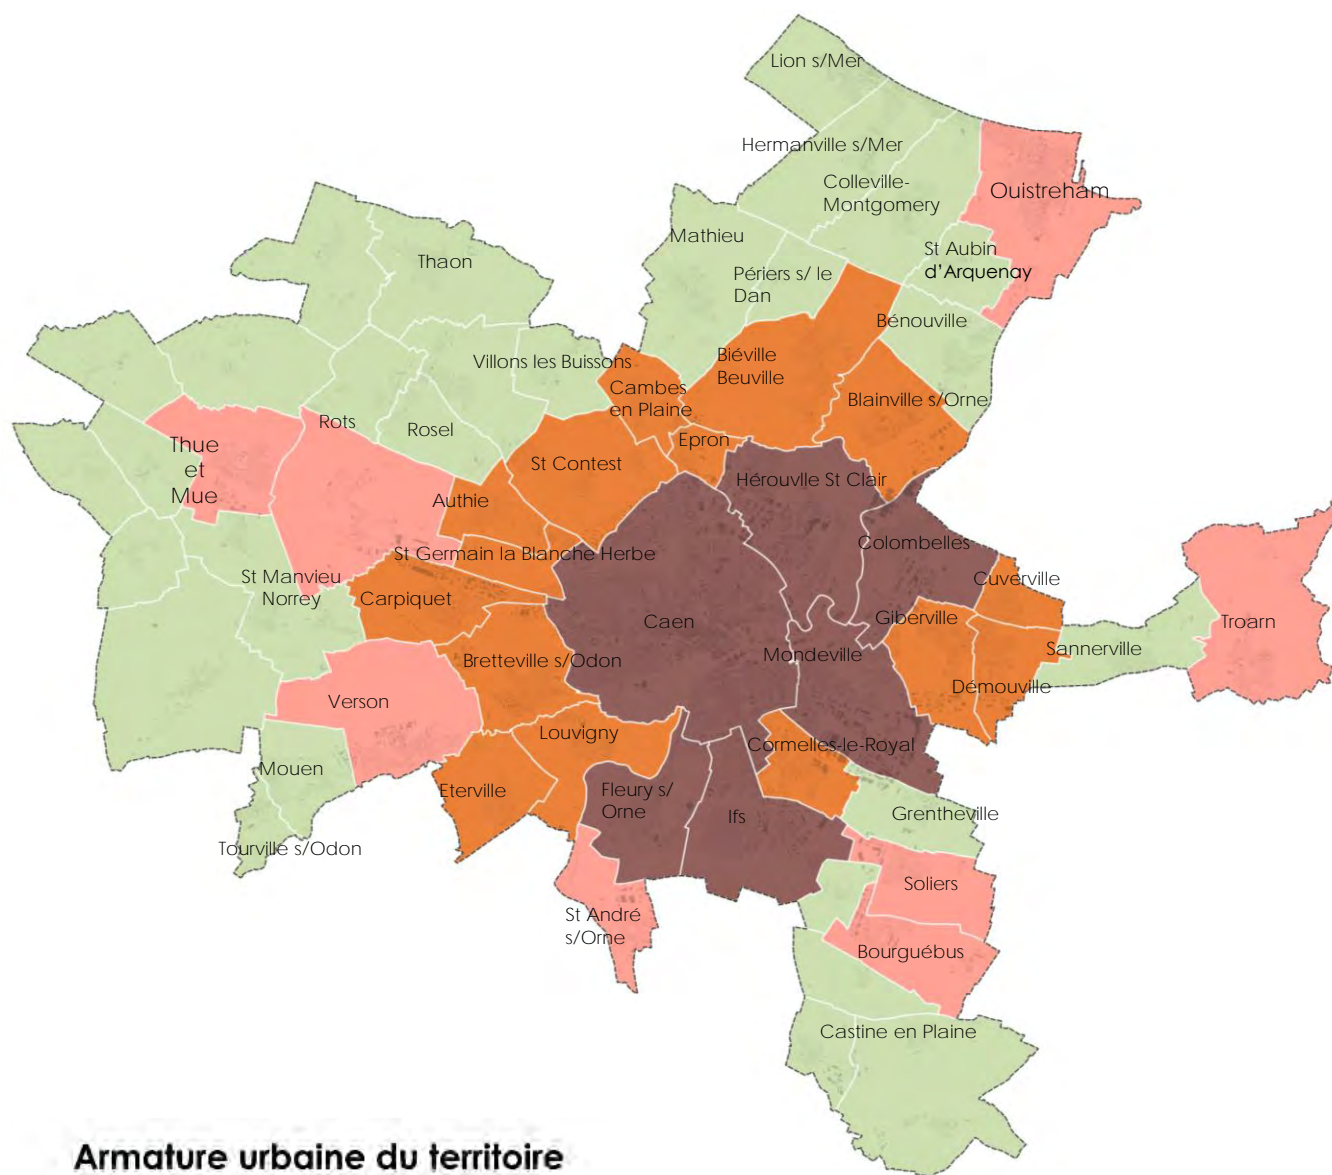 Lion s/Mer
Hermanville s/Mer
Colleville-
Montgomery
Ouistreham
Mathieu
St Aubin
d'Arquenay
Thaon
Périers s/ le
Dan
Bénouville
Villons les Buissons
Biéville
Beuville
Cambes
en Plaine
Blainville s/Orne
Rots
Rosel
Thue
et
Mue
Epron
St Contest
Hérouvlle St Clair
Authie
St Germain la Blanche Herbe
Colombelles
St Manvieu
Norrey
Carpiquet
Cuverville
Caen
Giberville
Troarn
Mondeville
Sannerville
Bretteville s/Odon
Démouville
Verson
Louvigny
Cormelles-le-Royal
Mouen
Eterville
Fleury s/
Orne
Ifs
Grentheville
Tourville s/Odon
Soliers
St André
s/Orne
Bourguébus
Castine en Plaine
Armature urbaine du territoire